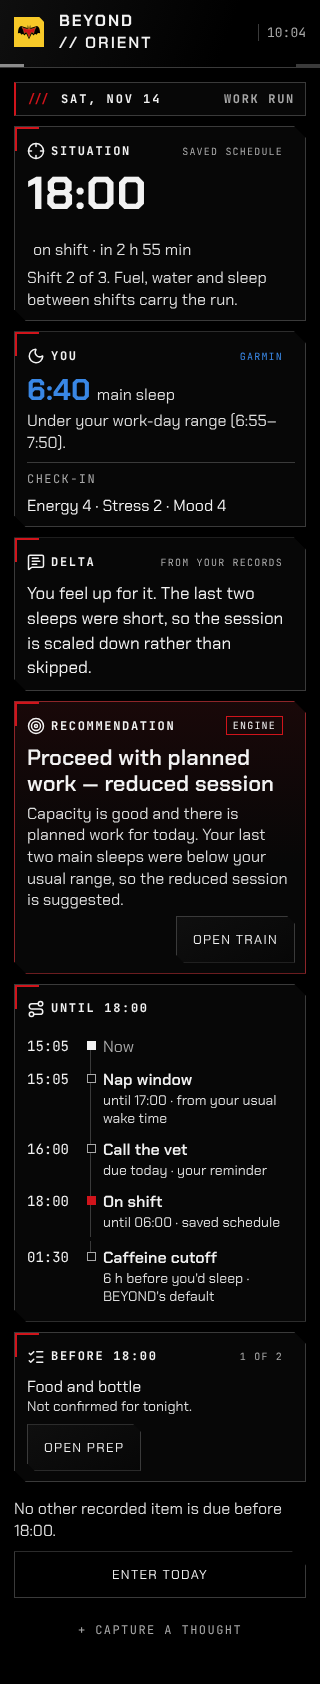 BEYOND
// ORIENT
10:04
/// SAT, NOV 14
WORK RUN
SITUATION
SAVED SCHEDULE
18:00
on shift · in 2 h 55 min
Shift 2 of 3. Fuel, water and sleep
between shifts carry the run.
YOU
GARMIN
6:40 main sleep
Under your work-day range (6:55–
7:50).
CHECK-IN
Energy 4 · Stress 2 · Mood 4
DELTA
FROM YOUR RECORDS
You feel up for it. The last two
sleeps were short, so the session
is scaled down rather than
skipped.
RECOMMENDATION
ENGINE
Proceed with planned
work — reduced session
Capacity is good and there is
planned work for today. Your last
two main sleeps were below your
usual range, so the reduced session
is suggested.
OPEN TRAIN
UNTIL 18:00
15:05 Now
15:05 Nap window
until 17:00 · from your usual
wake time
16:00 Call the vet
due today · your reminder
18:00 On shift
until 06:00 · saved schedule
01:30 Caffeine cutoff
6 h before you'd sleep ·
BEYOND's default
BEFORE 18:00
1 OF 2
Food and bottle
Not confirmed for tonight.
OPEN PREP
No other recorded item is due before
18:00.
ENTER TODAY
+ CAPTURE A THOUGHT